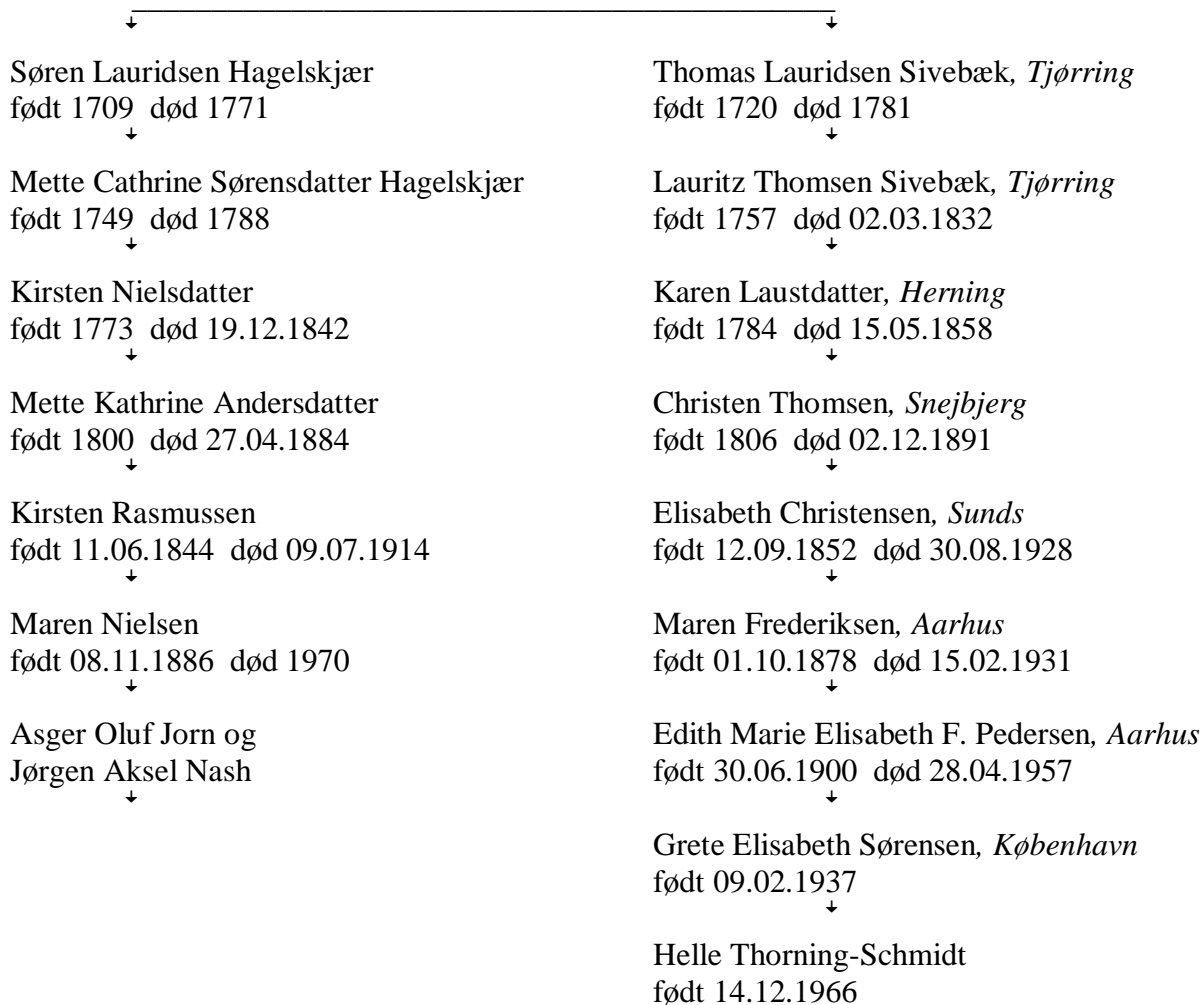 Søren Lauridsen Hagelskjær
født 1709 død 1771
Mette Cathrine Sørensdatter Hagelskjær
født 1749 død 1788
Kirsten Nielsdatter
født 1773 død 19.12.1842
Mette Kathrine Andersdatter
født 1800 død 27.04.1884
Kirsten Rasmussen
født 11.06.1844 død 09.07.1914
Maren Nielsen
født 08.11.1886 død 1970
Asger Oluf Jorn og
Jørgen Aksel Nash
Thomas Lauridsen Sivebæk, Tjørring
født 1720 død 1781
Lauritz Thomsen Sivebæk, Tjørring
født 1757 død 02.03.1832
Karen Laustdatter, Herning
født 1784 død 15.05.1858
Christen Thomsen, Snejbjerg
født 1806 død 02.12.1891
Elisabeth Christensen, Sunds
født 12.09.1852 død 30.08.1928
Maren Frederiksen, Aarhus
født 01.10.1878 død 15.02.1931
Edith Marie Elisabeth F. Pedersen, Aarhus
født 30.06.1900 død 28.04.1957
Grete Elisabeth Sørensen, København
født 09.02.1937
Helle Thorning-Schmidt
født 14.12.1966